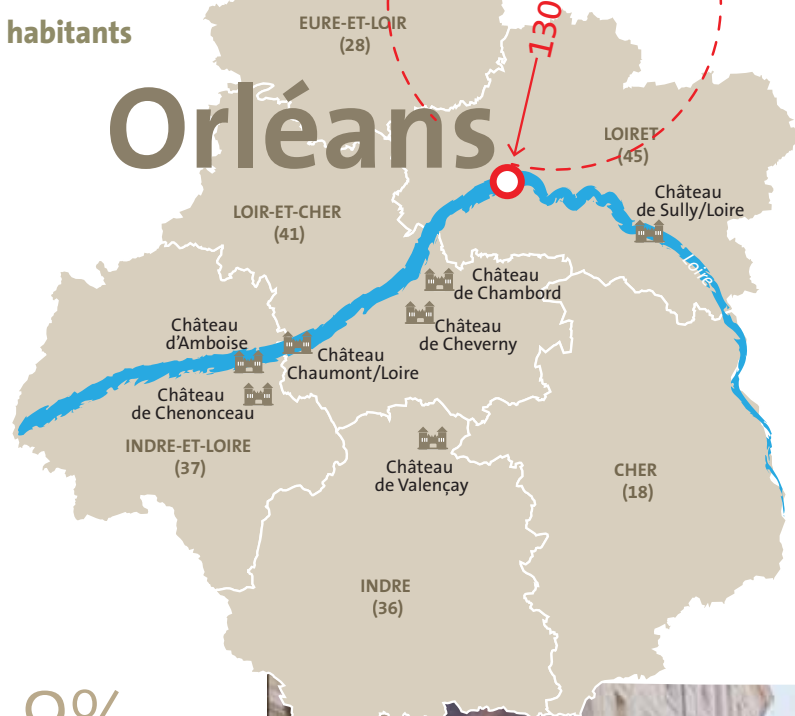 habitants
EURE-ET-LOIR
(28)
130
Orléans
LOIRET
(45)
Château
de Sully/Loire
LOIR-ET-CHER
(41)
Loire
Château
de Chambord
Château
de Cheverny
Château
d'Amboise
Château
Chaumont/Loire
Château
de Chenonceau
INDRE-ET-LOIRE
(37)
Château
de Valençay
CHER
(18)
INDRE
(36)